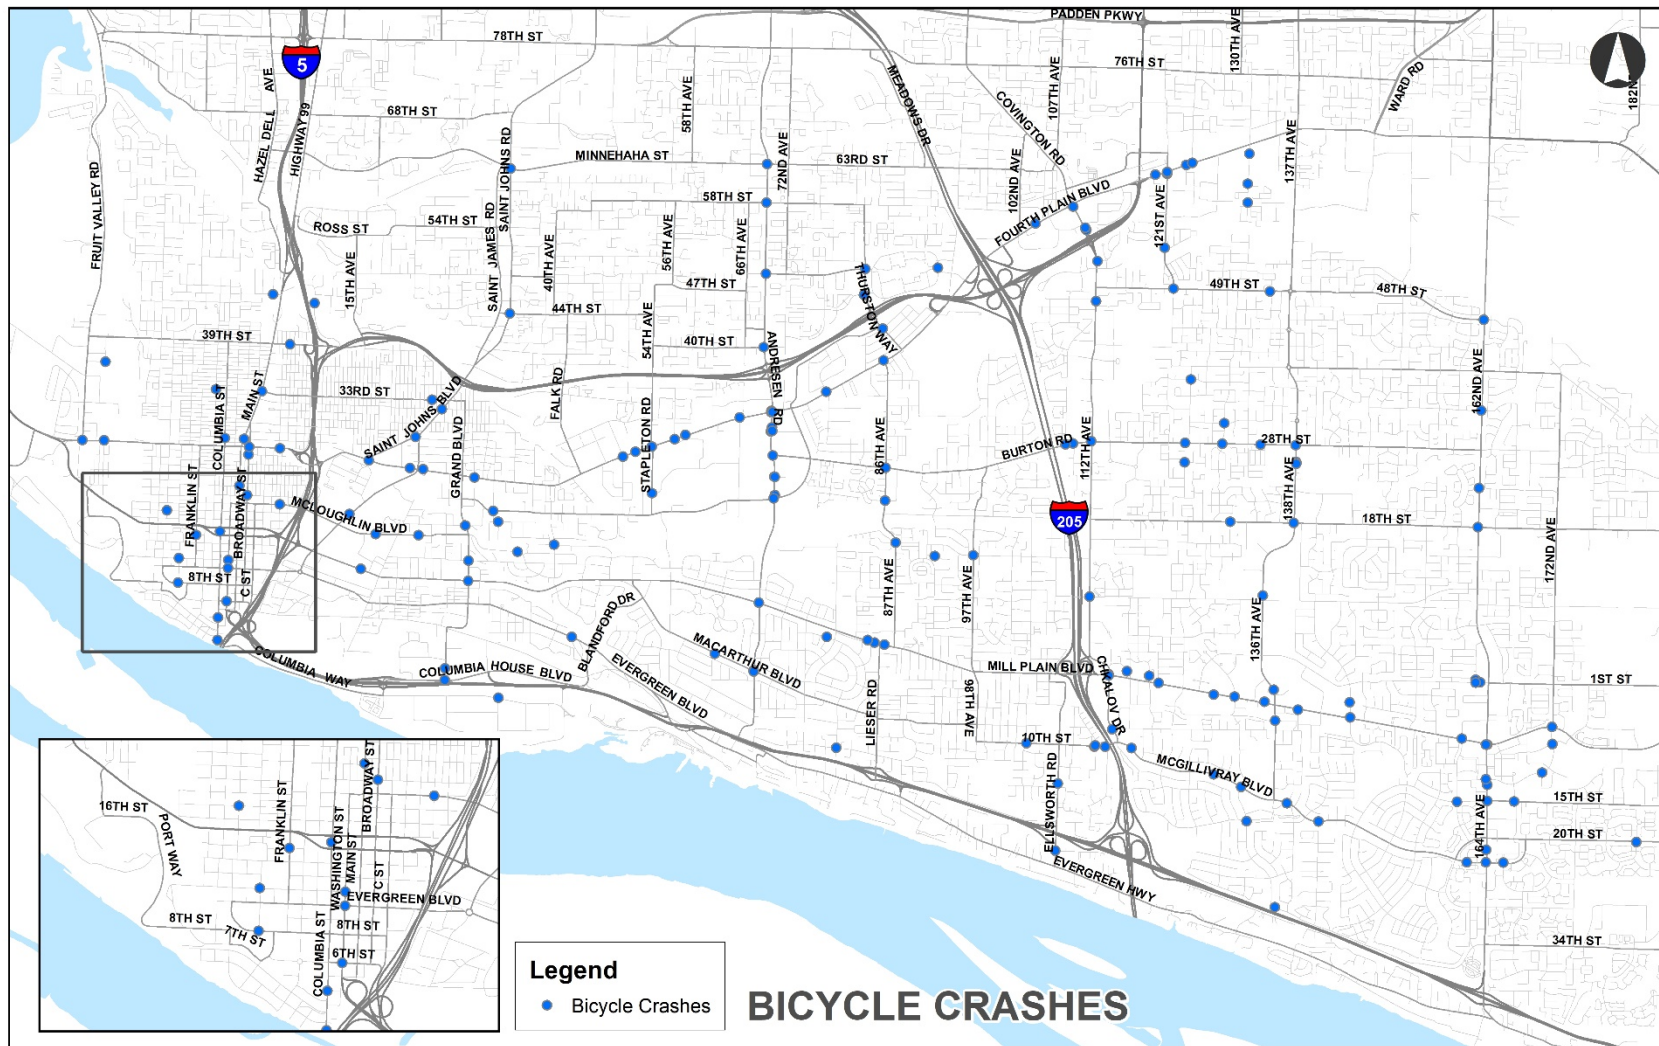 PADDEN PKWY
78TH ST
5
76TH ST
130TH AVE
WARD RD
HAZEL DELL AVE
HIGHWAY 99
68TH ST
58TH AVE
MEADOWS DR
COVINGTON RD
107TH AVE
137TH AVE
FRUIT VALLEY RD
SAINT JOHNS RD
MINNEHAHA ST
72ND AVE
63RD ST
102ND AVE
FOURTH PLAIN BLVD
121ST AVE
ROSS ST
54TH ST
58TH ST
SAINT JAMES RD
40TH AVE
56TH AVE
66TH AVE
15TH AVE
47TH ST
THURSTON WAY
49TH ST
48TH ST
44TH ST
54TH AVE
39TH ST
40TH ST
ANDRESEN RD
COLUMBIA ST
MAIN ST
33RD ST
SAINT JOHNS BLVD
FALK RD
162ND AVE
GRAND BLVD
STAPLETON RD
86TH AVE
BURTON RD
112TH AVE
28TH ST
FRANKLIN ST
BROADWAY ST
MCLOUGHLIN BLVD
205
138TH AVE
18TH ST
172ND AVE
8TH ST
C ST
87TH AVE
97TH AVE
136TH AVE
BLANDFORD DR
COLUMBIA WAY
COLUMBIA HOUSE BLVD
EVERGREEN BLVD
MACARTHUR BLVD
LIESER RD
98TH AVE
MILL PLAIN BLVD
CHKALOV DR
1ST ST
10TH ST
MCGILLIVRAY BLVD
ELLSWORTH RD
164TH AVE
15TH ST
20TH ST
EVERGREEN HWY
34TH ST
16TH ST
PORT WAY
FRANKLIN ST
WASHINGTON ST
MAIN ST
BROADWAY ST
C ST
EVERGREEN BLVD
8TH ST
7TH ST
8TH ST
6TH ST
COLUMBIA ST
Legend
Bicycle Crashes
BICYCLE CRASHES